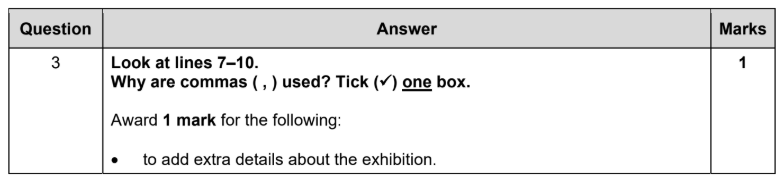 Question Answer Marks
3 Look at lines 7–10. 1
Why are commas ( , ) used? Tick (✓) one box.
Award 1 mark for the following:
• to add extra details about the exhibition.